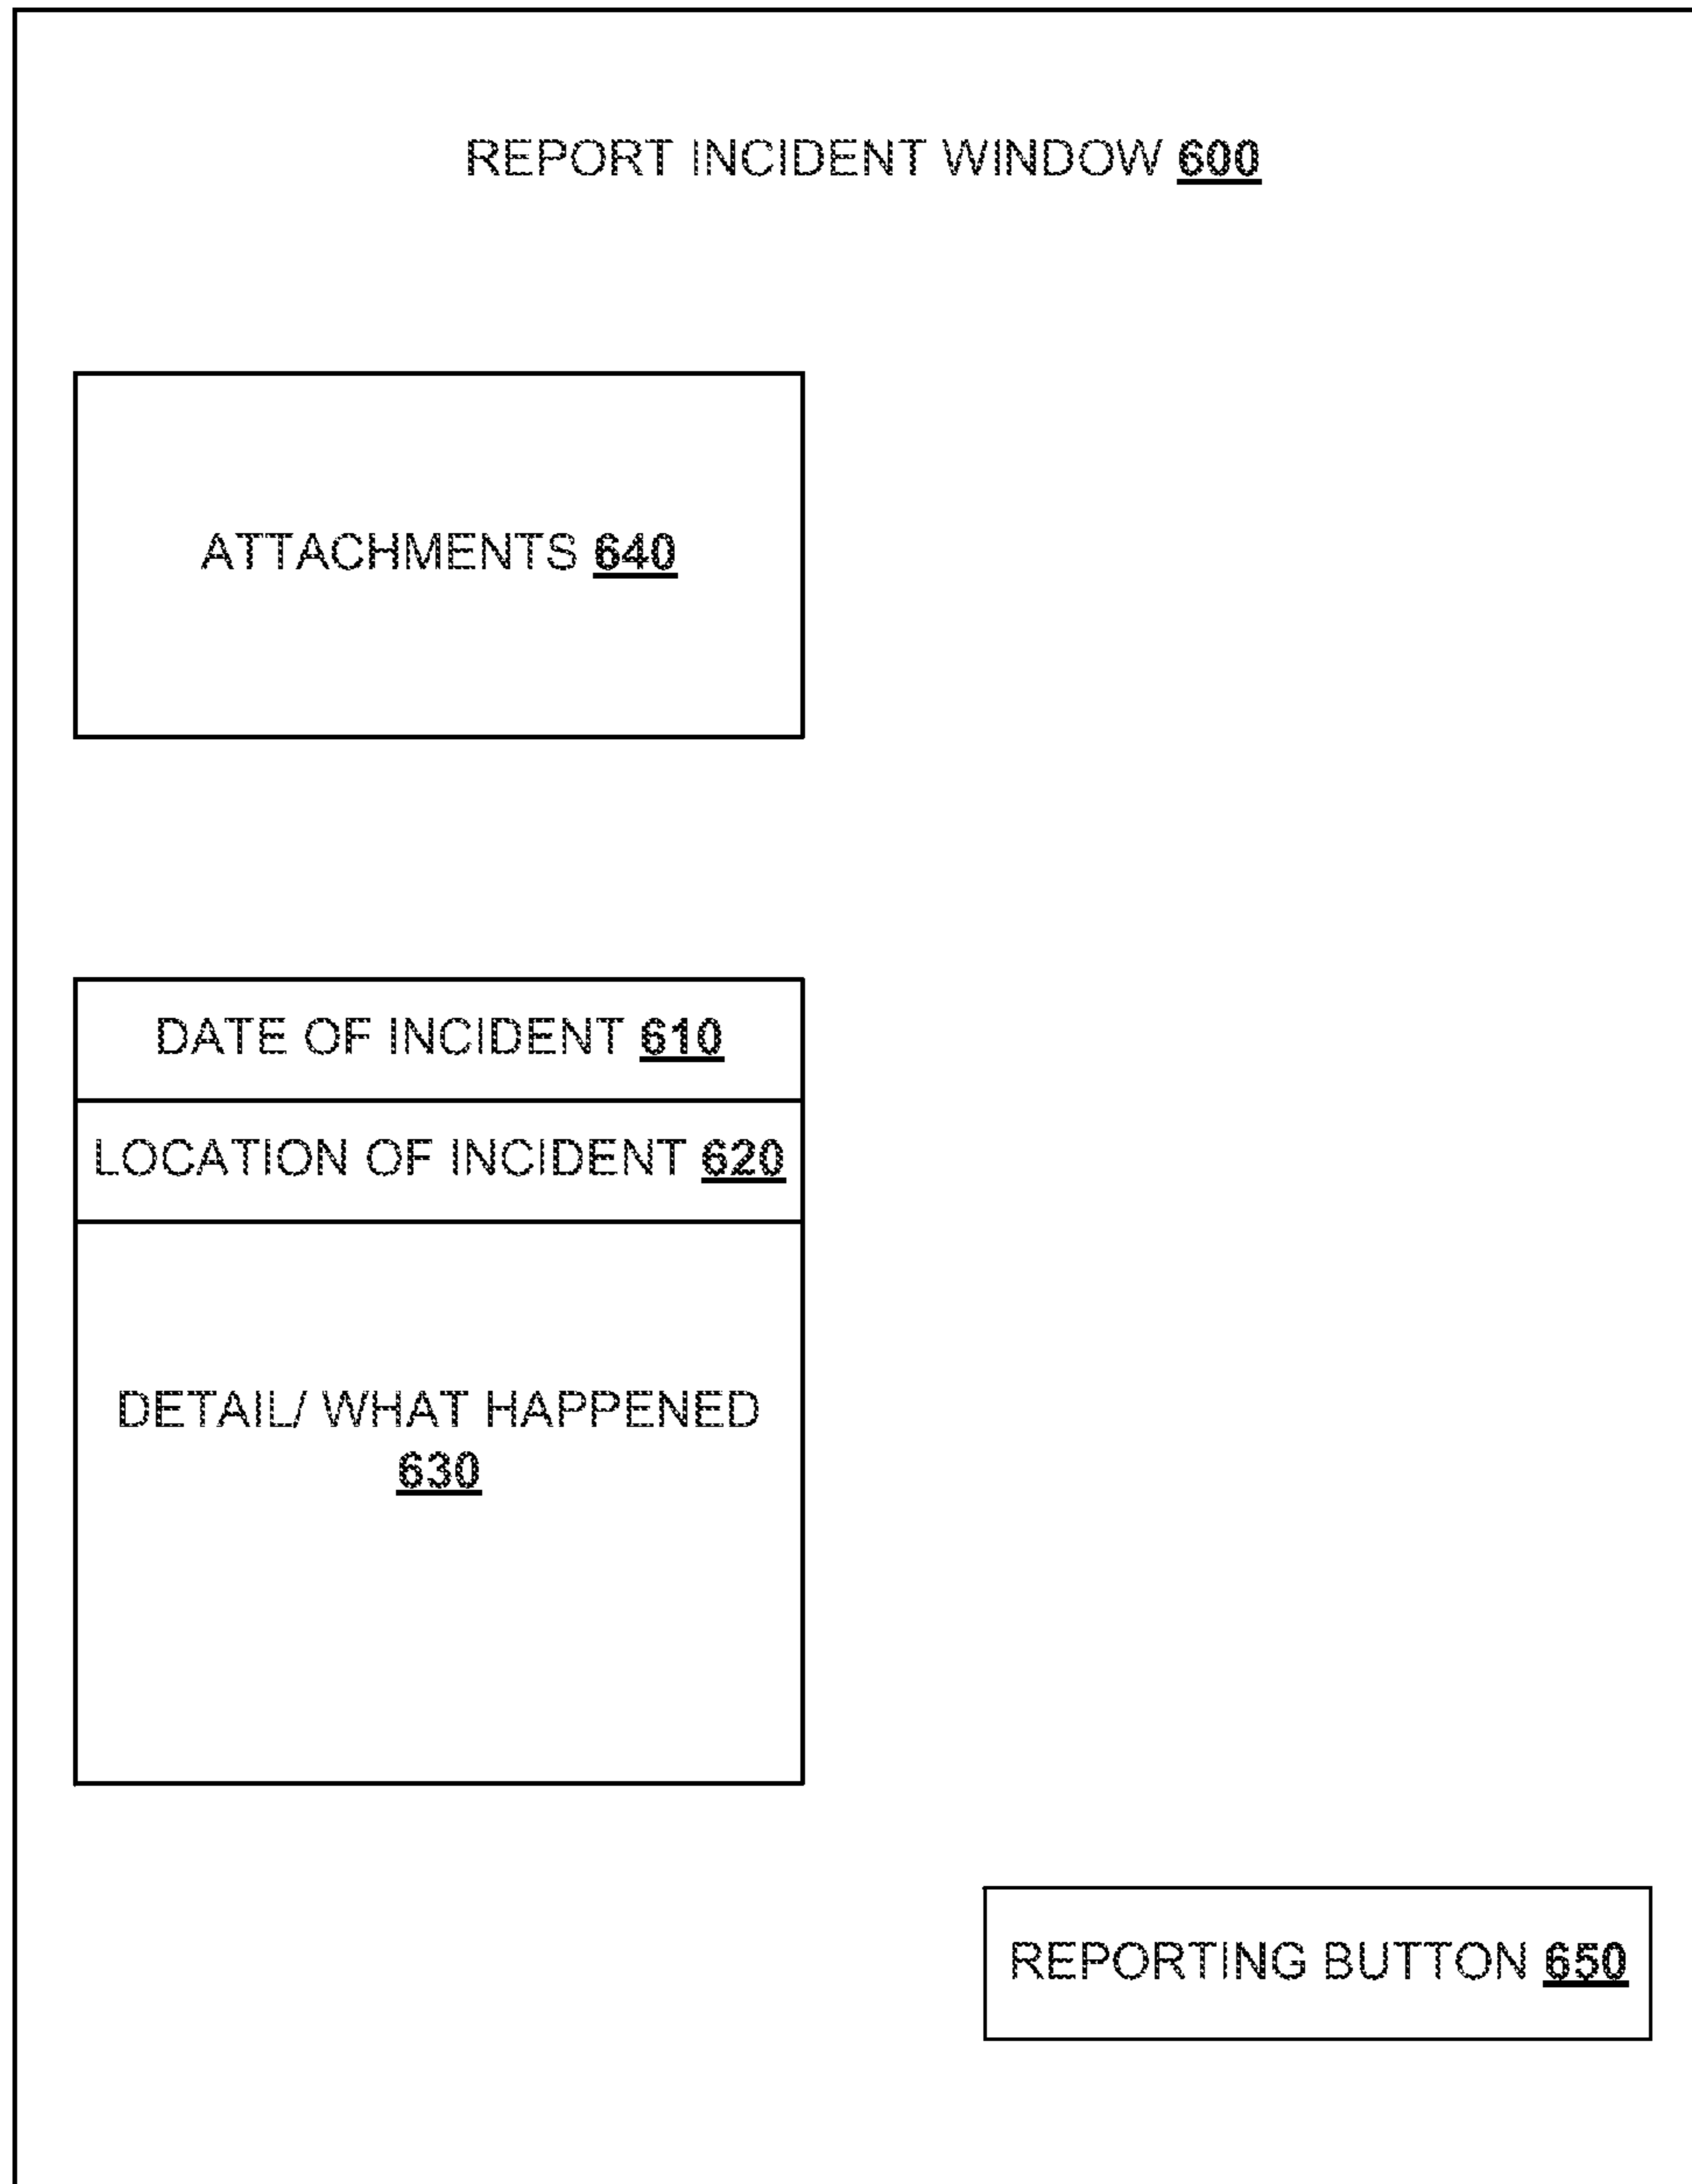 REPORT INCIDENT WINDOW 600
ATTACHMENTS 640
DATE OF INCIDENT 610
LOCATION OF INCIDENT 620
DETAIL/ WHAT HAPPENED
630
REPORTING BUTTON 650